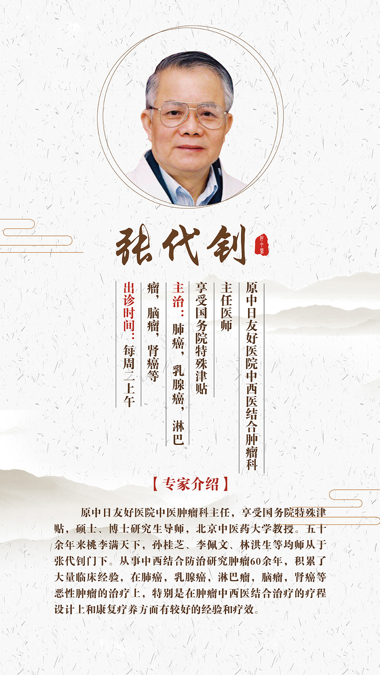 张代钊
原中日友好医院中西医结合肿瘤科
主任医师
享受国务院特殊津贴
主治：肺癌，乳腺癌，淋巴
瘤，脑瘤，肾癌等
出诊时间：每周二上午
【专家介绍】
原中日友好医院中医肿瘤科主任，享受国务院特殊津
贴，硕士、博士研究生导师，北京中医药大学教授。五十
余年来桃李满天下，孙桂芝、李佩文、林洪生等均师从于
张代钊门下。从事中西结合防治研究肿瘤60余年，积累了
大量临床经验，在肺癌，乳腺癌，淋巴瘤，脑瘤，肾癌等
恶性肿瘤的治疗上，特别是在肿瘤中西医结合治疗的疗程
设计上和康复疗养方面有较好的经验和疗效。